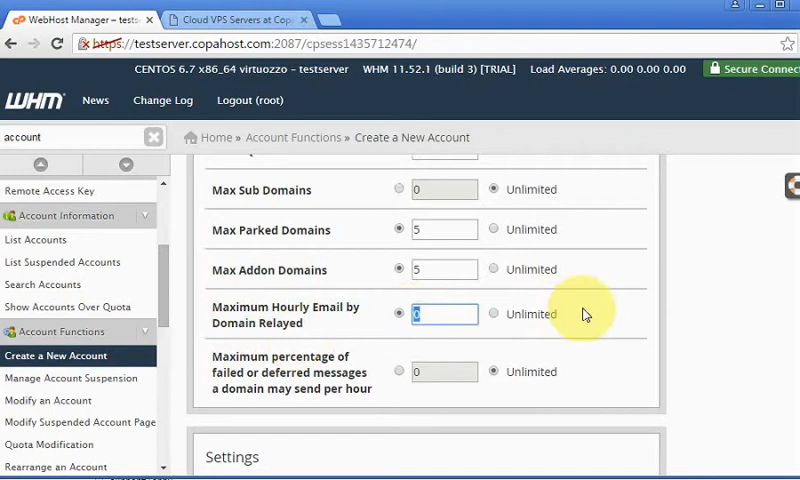 WebHost Manager – tests
Cloud VPS Servers at Copa
https://testserver.copahost.com:2087/cpsess1435712474/
CENTOS 6.7 x86_64 virtuozzo – testserver
WHM 11.52.1 (build 3) [TRIAL]
Load Averages: 0.00 0.00 0.00
Secure Connect
WHM
News
Change Log
Logout (root)
account
Home » Account Functions » Create a New Account
Remote Access Key
Account Information
List Accounts
List Suspended Accounts
Search Accounts
Show Accounts Over Quota
Account Functions
Create a New Account
Manage Account Suspension
Modify an Account
Modify Suspended Account Page
Quota Modification
Rearrange an Account
Max Sub Domains
0
Unlimited
Max Parked Domains
5
Unlimited
Max Addon Domains
5
Unlimited
Maximum Hourly Email by
Domain Relayed
0
Unlimited
Maximum percentage of
failed or deferred messages
a domain may send per hour
0
Unlimited
Settings